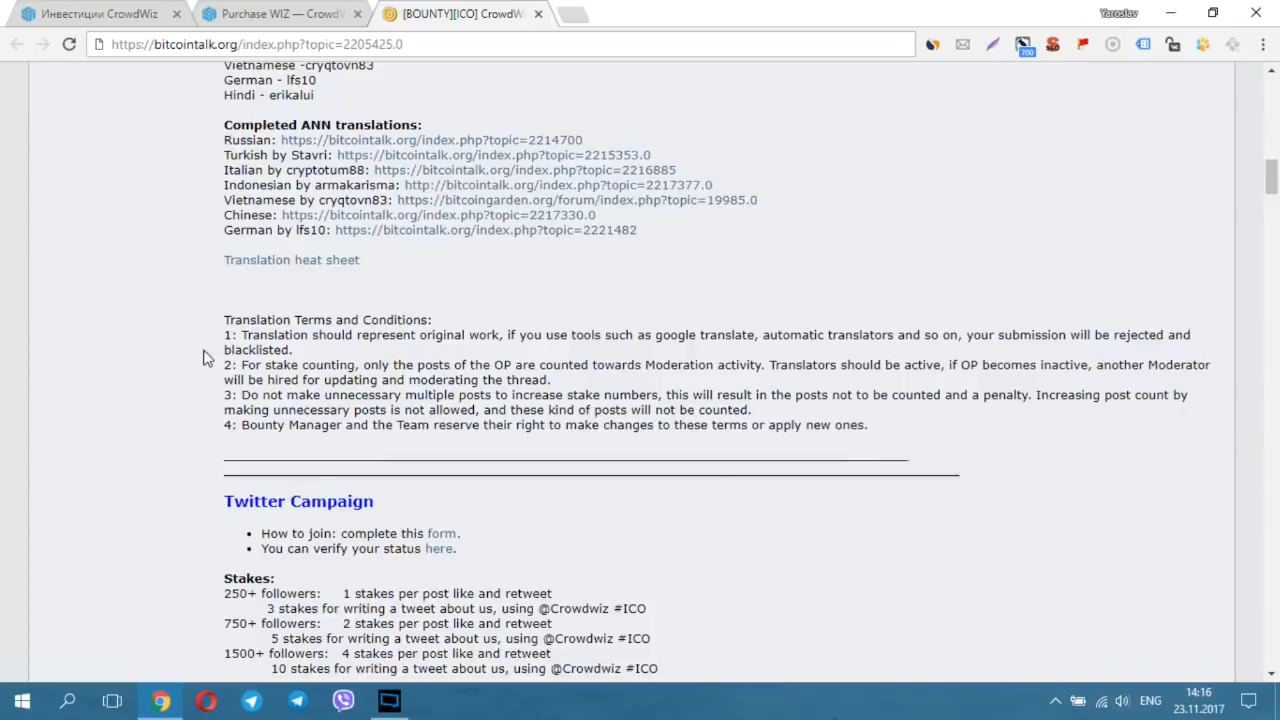 Инвестиции CrowdWiz
Purchase WIZ — CrowdW
[BOUNTY][ICO] CrowdW
Yaroslav
https://bitcointalk.org/index.php?topic=2205425.0
700
Vietnamese -cryqtovn83
German - lfs10
Hindi - erikalui
Completed ANN translations:
Russian: https://bitcointalk.org/index.php?topic=2214700
Turkish by Stavri: https://bitcointalk.org/index.php?topic=2215353.0
Italian by cryptotum88: https://bitcointalk.org/index.php?topic=2216885
Indonesian by armakarisma: http://bitcointalk.org/index.php?topic=2217377.0
Vietnamese by cryqtovn83: https://bitcoingarden.org/forum/index.php?topic=19985.0
Chinese: https://bitcointalk.org/index.php?topic=2217330.0
German by lfs10: https://bitcointalk.org/index.php?topic=2221482
Translation heat sheet
Translation Terms and Conditions:
1: Translation should represent original work, if you use tools such as google translate, automatic translators and so on, your submission will be rejected and
blacklisted.
2: For stake counting, only the posts of the OP are counted towards Moderation activity. Translators should be active, if OP becomes inactive, another Moderator
will be hired for updating and moderating the thread.
3: Do not make unnecessary multiple posts to increase stake numbers, this will result in the posts not to be counted and a penalty. Increasing post count by
making unnecessary posts is not allowed, and these kind of posts will not be counted.
4: Bounty Manager and the Team reserve their right to make changes to these terms or apply new ones.
Twitter Campaign
• How to join: complete this form.
• You can verify your status here.
Stakes:
250+ followers: 1 stakes per post like and retweet
3 stakes for writing a tweet about us, using @Crowdwiz #ICO
750+ followers: 2 stakes per post like and retweet
5 stakes for writing a tweet about us, using @Crowdwiz #ICO
1500+ followers: 4 stakes per post like and retweet
10 stakes for writing a tweet about us, using @Crowdwiz #ICO
ENG
14:16
23.11.2017